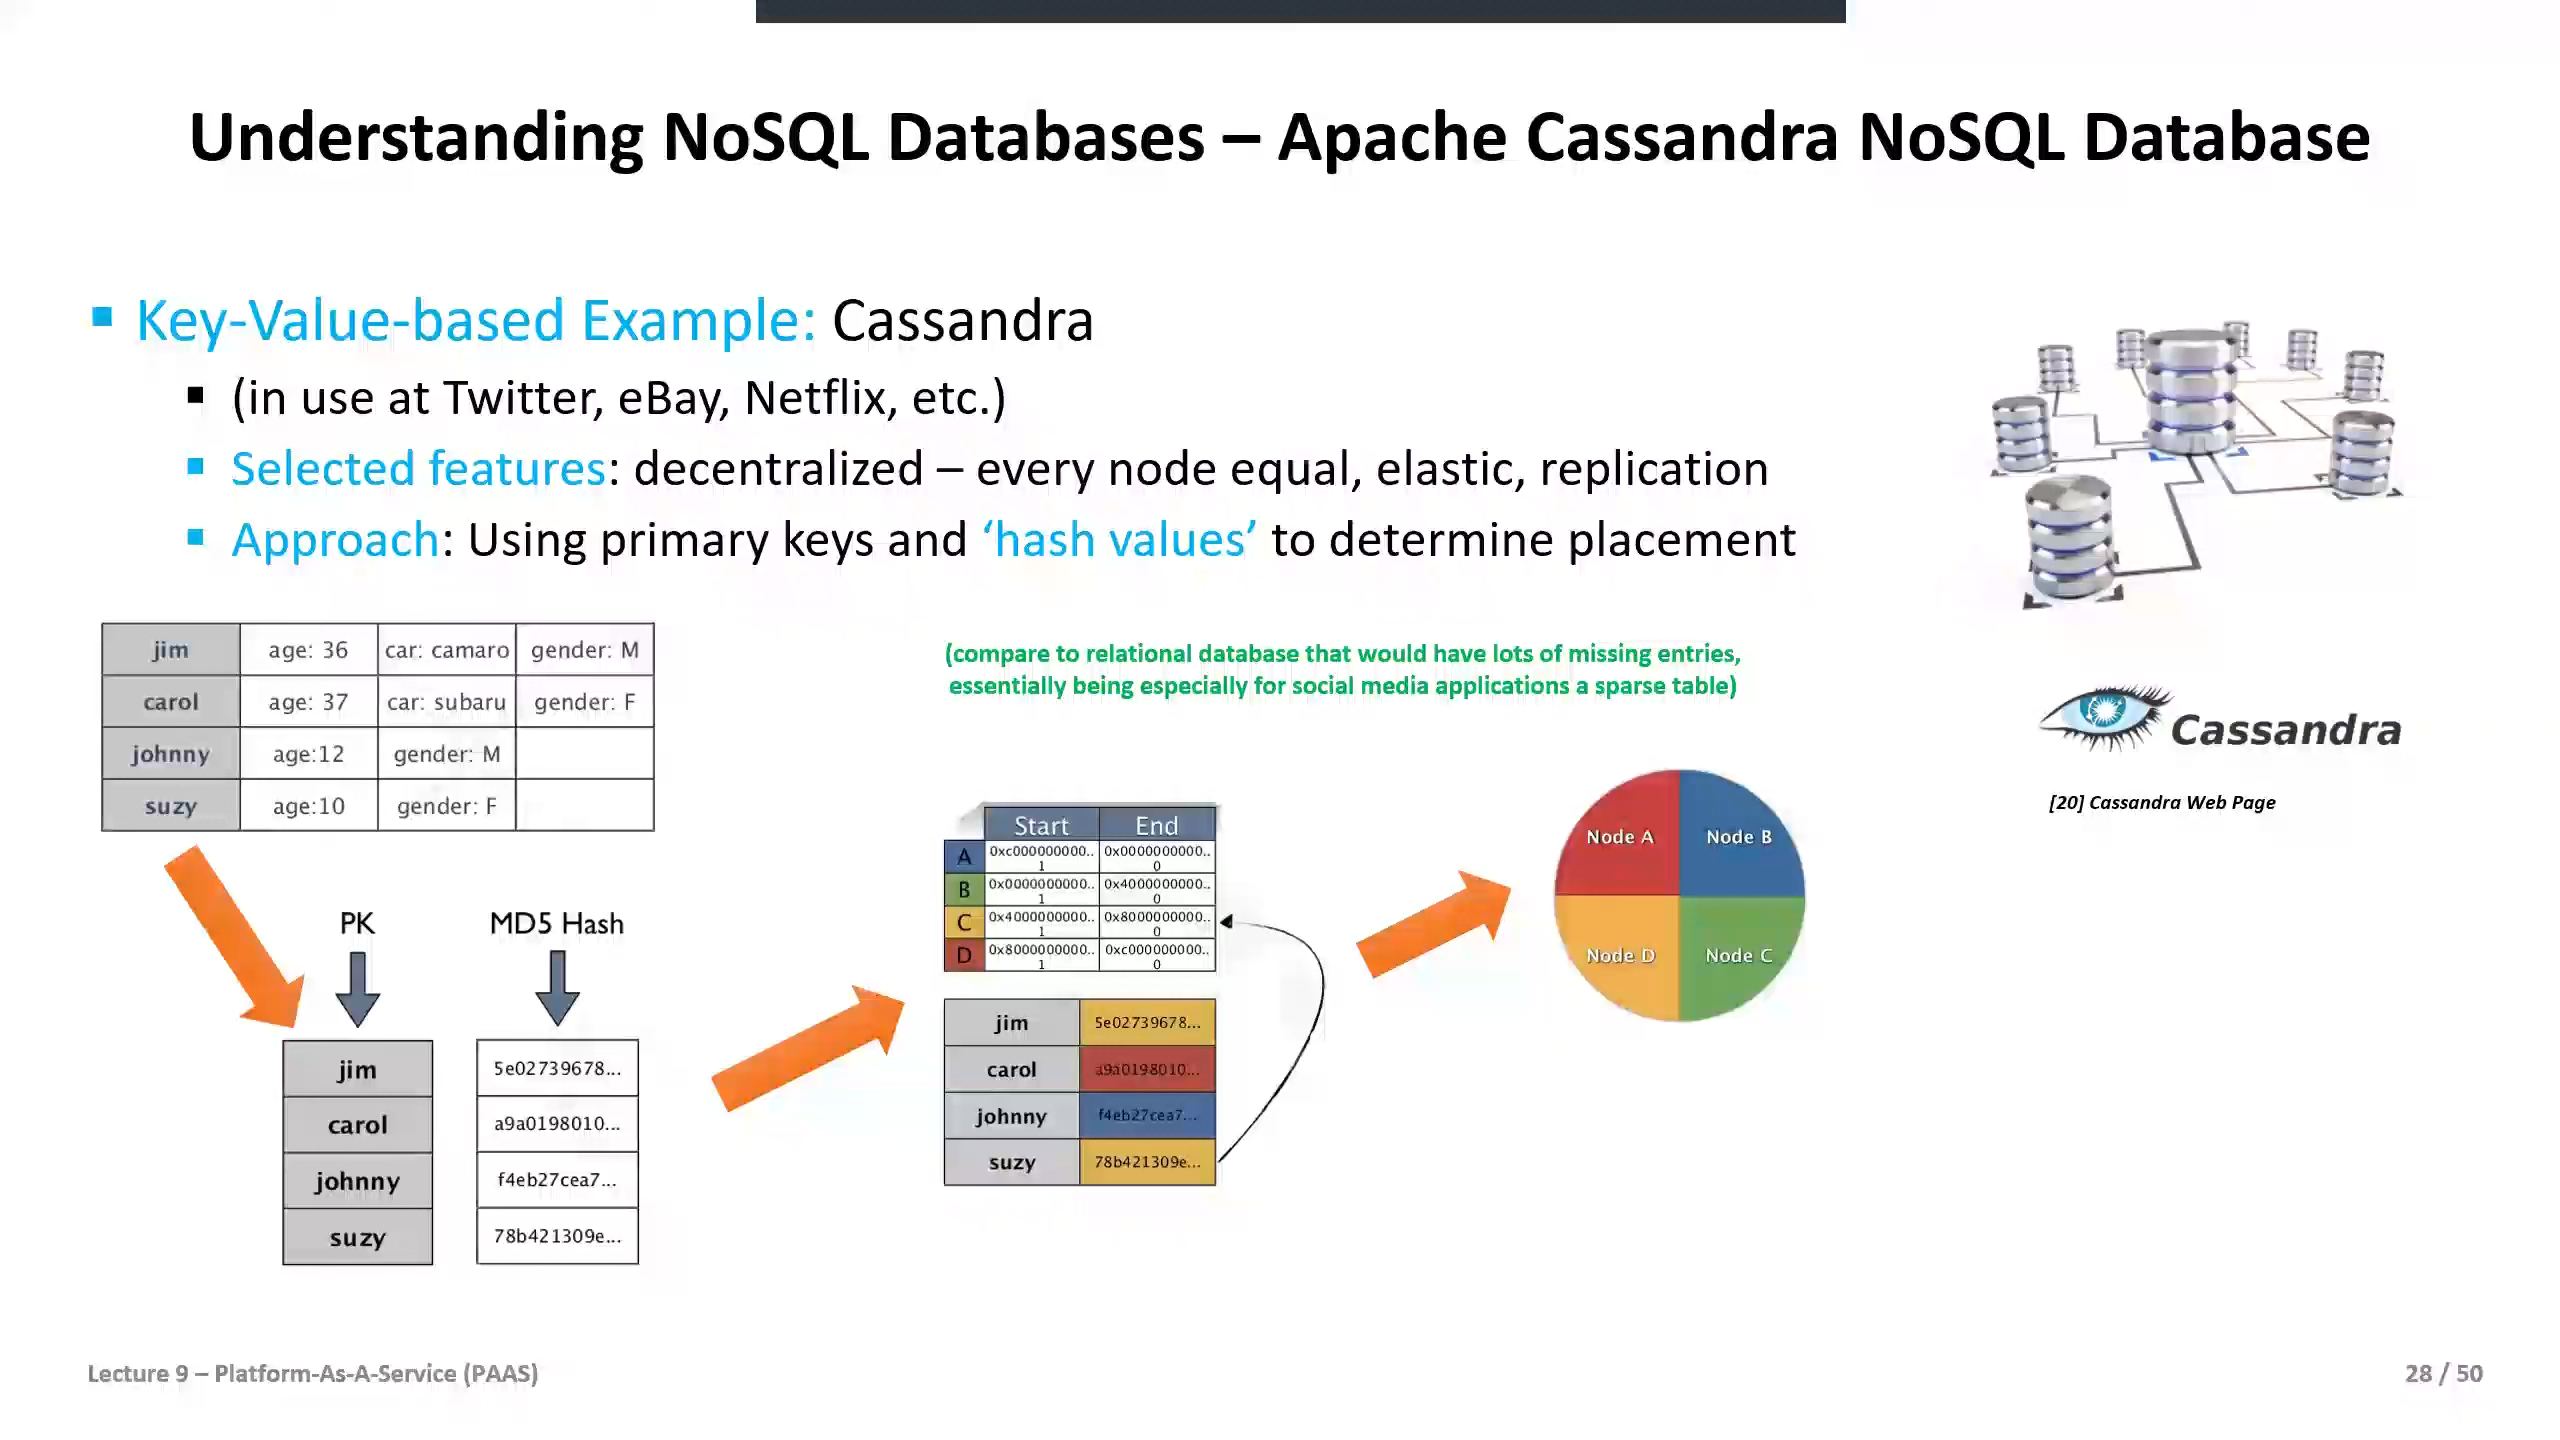 Understanding NoSQL Databases – Apache Cassandra NoSQL Database
Key-Value-based Example: Cassandra
(in use at Twitter, eBay, Netflix, etc.)
Selected features: decentralized – every node equal, elastic, replication
Approach: Using primary keys and ‘hash values’ to determine placement
jim age: 36 car: camaro gender: M
carol age: 37 car: subaru gender: F
johnny age:12 gender: M
suzy age:10 gender: F
(compare to relational database that would have lots of missing entries,
essentially being especially for social media applications a sparse table)
Cassandra
[20] Cassandra Web Page
PK MD5 Hash
jim 5e02739678...
carol a9a0198010...
johnny f4eb27cea7...
suzy 78b421309e...
Start End
A 0xc000000000.. 0x0000000000..
1 0
B 0x0000000000.. 0x4000000000..
1 0
C 0x4000000000.. 0x8000000000..
1 0
D 0x8000000000.. 0xc000000000..
1 0
jim 5e02739678...
carol a9a0198010...
johnny f4eb27cea7...
suzy 78b421309e...
Node A Node B
Node D Node C
Lecture 9 – Platform-As-A-Service (PAAS)
28 / 50